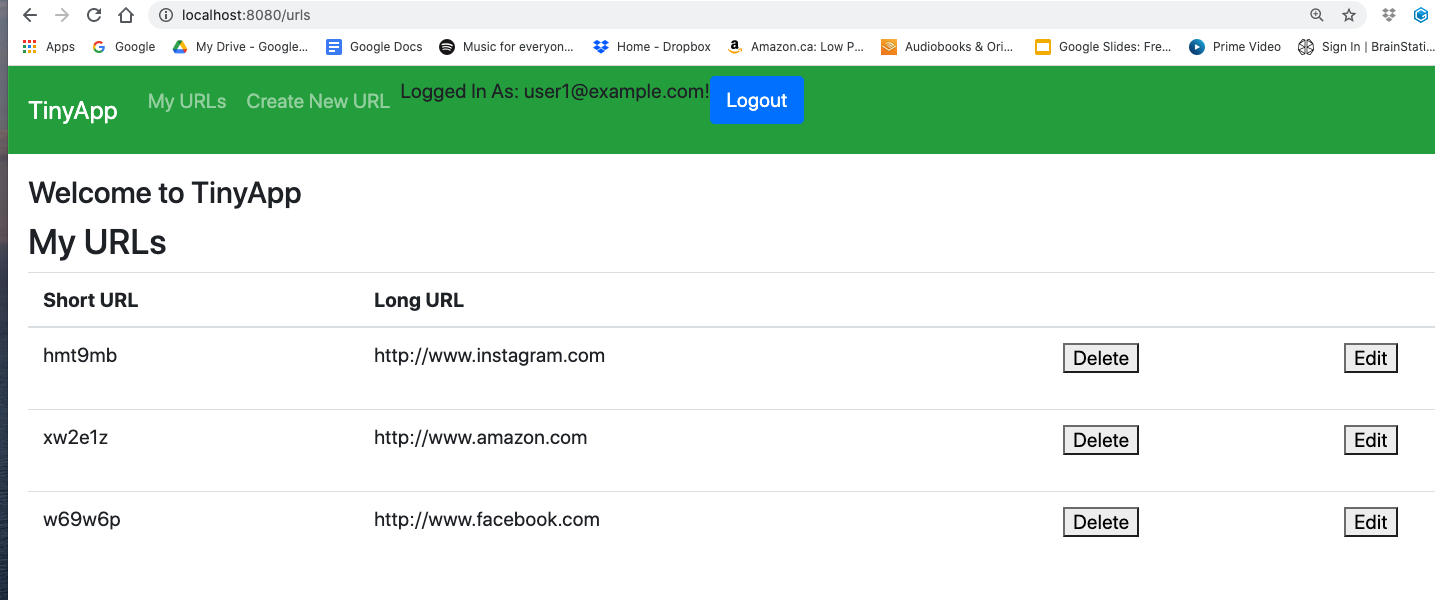 localhost:8080/urls
Apps Google My Drive - Google... Google Docs Music for everyon... Home - Dropbox Amazon.ca: Low P... Audiobooks & Ori... Google Slides: Fre... Prime Video Sign In | BrainStati...
TinyApp My URLs Create New URL Logged In As: user1@example.com! Logout
Welcome to TinyApp
My URLs
Short URL Long URL
hmt9mb http://www.instagram.com Delete Edit
xw2e1z http://www.amazon.com Delete Edit
w69w6p http://www.facebook.com Delete Edit